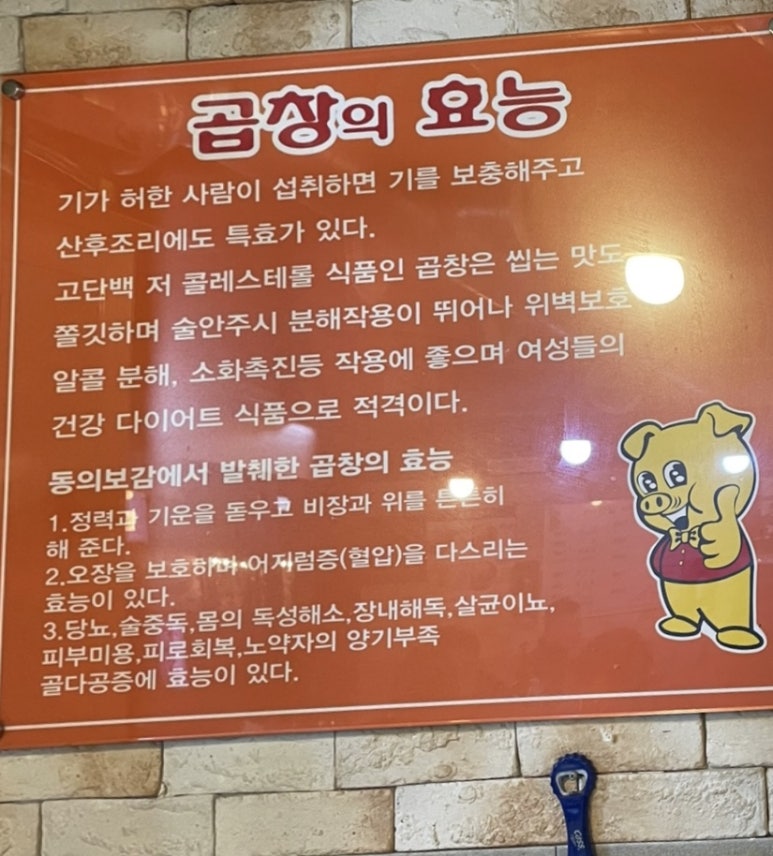 곱창의 효능
기가 허한 사람이 섭취하면 기를 보충해주고
산후조리에도 특효가 있다.
고단백 저 콜레스테롤 식품인 곱창은 씹는 맛도
쫄깃하며 술안주시 분해작용이 뛰어나 위벽보호
알콜 분해, 소화촉진등 작용에 좋으며 여성들의
건강 다이어트 식품으로 적격이다.
동의보감에서 발췌한 곱창의 효능
1.정력과 기운을 돋우고 비장과 위를 튼튼히
해 준다.
2.오장을 보호하며 어지럼증(혈압)을 다스리는
효능이 있다.
3.당뇨,술중독,몸의 독성해소,장내해독,살균이뇨,
피부미용,피로회복,노약자의 양기부족
골다공증에 효능이 있다.
Cass